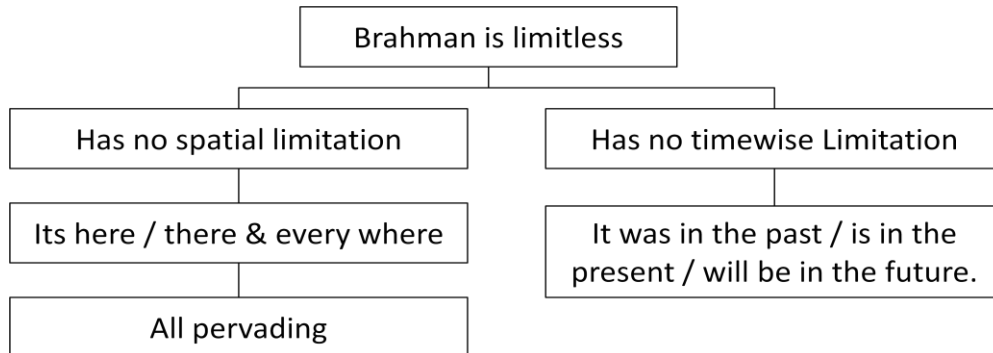 Brahman is limitless
Has no spatial limitation
Has no timewise Limitation
Its here / there & every where
It was in the past / is in the
present / will be in the future.
All pervading